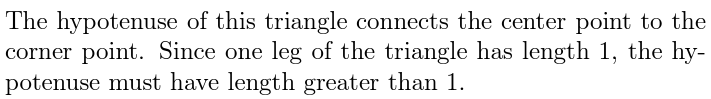 The hypotenuse of this triangle connects the center point to the
corner point. Since one leg of the triangle has length 1, the hy-
potenuse must have length greater than 1.